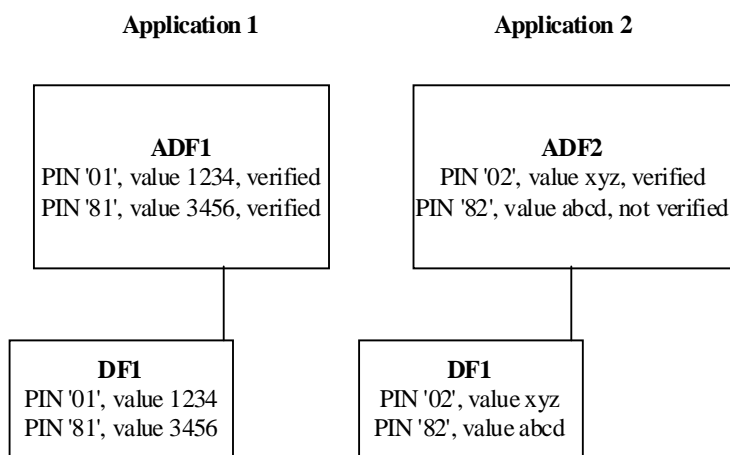 Application 1
Application 2
ADF1
PIN '01', value 1234, verified
PIN '81', value 3456, verified
ADF2
PIN '02', value xyz, verified
PIN '82', value abcd, not verified
DF1
PIN '01', value 1234
PIN '81', value 3456
DF1
PIN '02', value xyz
PIN '82', value abcd